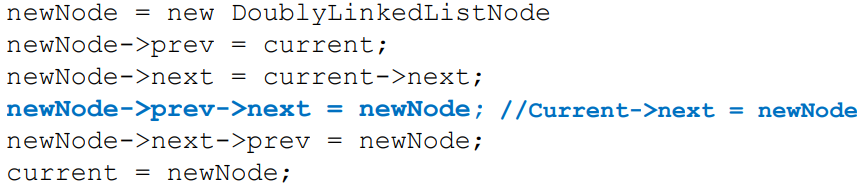 newNode = new DoublyLinkedListNode
newNode->prev = current;
newNode->next = current->next;
newNode->prev->next = newNode; //Current->next = newNode
newNode->next->prev = newNode;
current = newNode;